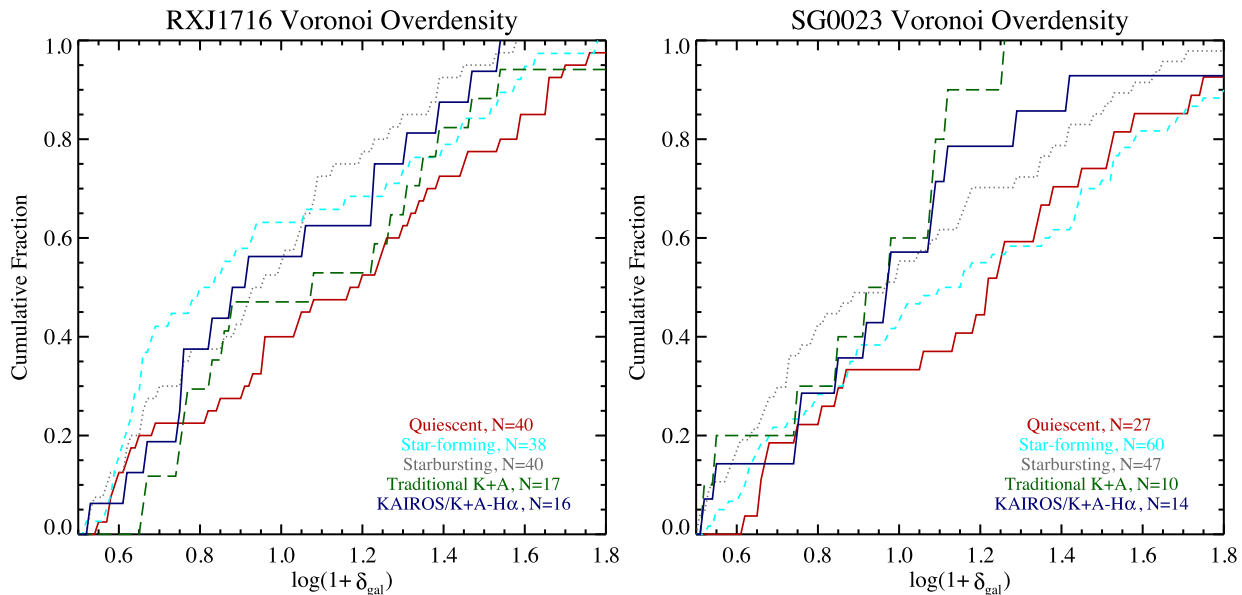 RXJ1716 Voronoi Overdensity
1.0
0.8
0.6
0.4
0.2
0.0
Cumulative Fraction
Quiescent, N=40
Star-forming, N=38
Starbursting, N=40
Traditional K+A, N=17
KAIROS/K+A-Hα, N=16
0.6 0.8 1.0 1.2 1.4 1.6 1.8
log(1+ δgal)
SG0023 Voronoi Overdensity
1.0
0.8
0.6
0.4
0.2
0.0
Cumulative Fraction
Quiescent, N=27
Star-forming, N=60
Starbursting, N=47
Traditional K+A, N=10
KAIROS/K+A-Hα, N=14
0.6 0.8 1.0 1.2 1.4 1.6 1.8
log(1+ δgal)